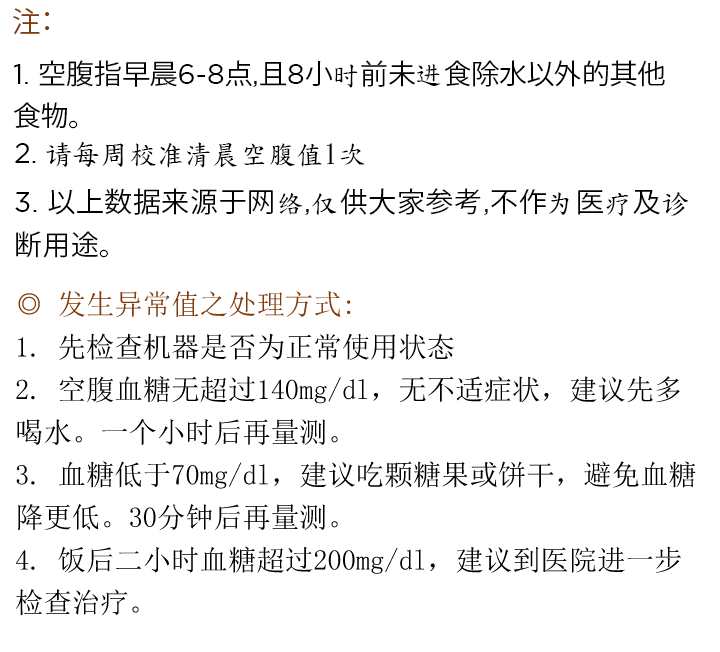 注：
1. 空腹指早晨6-8点,且8小时前未进食除水以外的其他
食物。
2. 请每周校准清晨空腹值1次
3. 以上数据来源于网络,仅供大家参考,不作为医疗及诊
断用途。
◎ 发生异常值之处理方式：
1. 先检查机器是否为正常使用状态
2. 空腹血糖无超过140mg/dl，无不适症状，建议先多
喝水。一个小时后再量测。
3. 血糖低于70mg/dl，建议吃颗糖果或饼干，避免血糖
降更低。30分钟后再量测。
4. 饭后二小时血糖超过200mg/dl，建议到医院进一步
检查治疗。